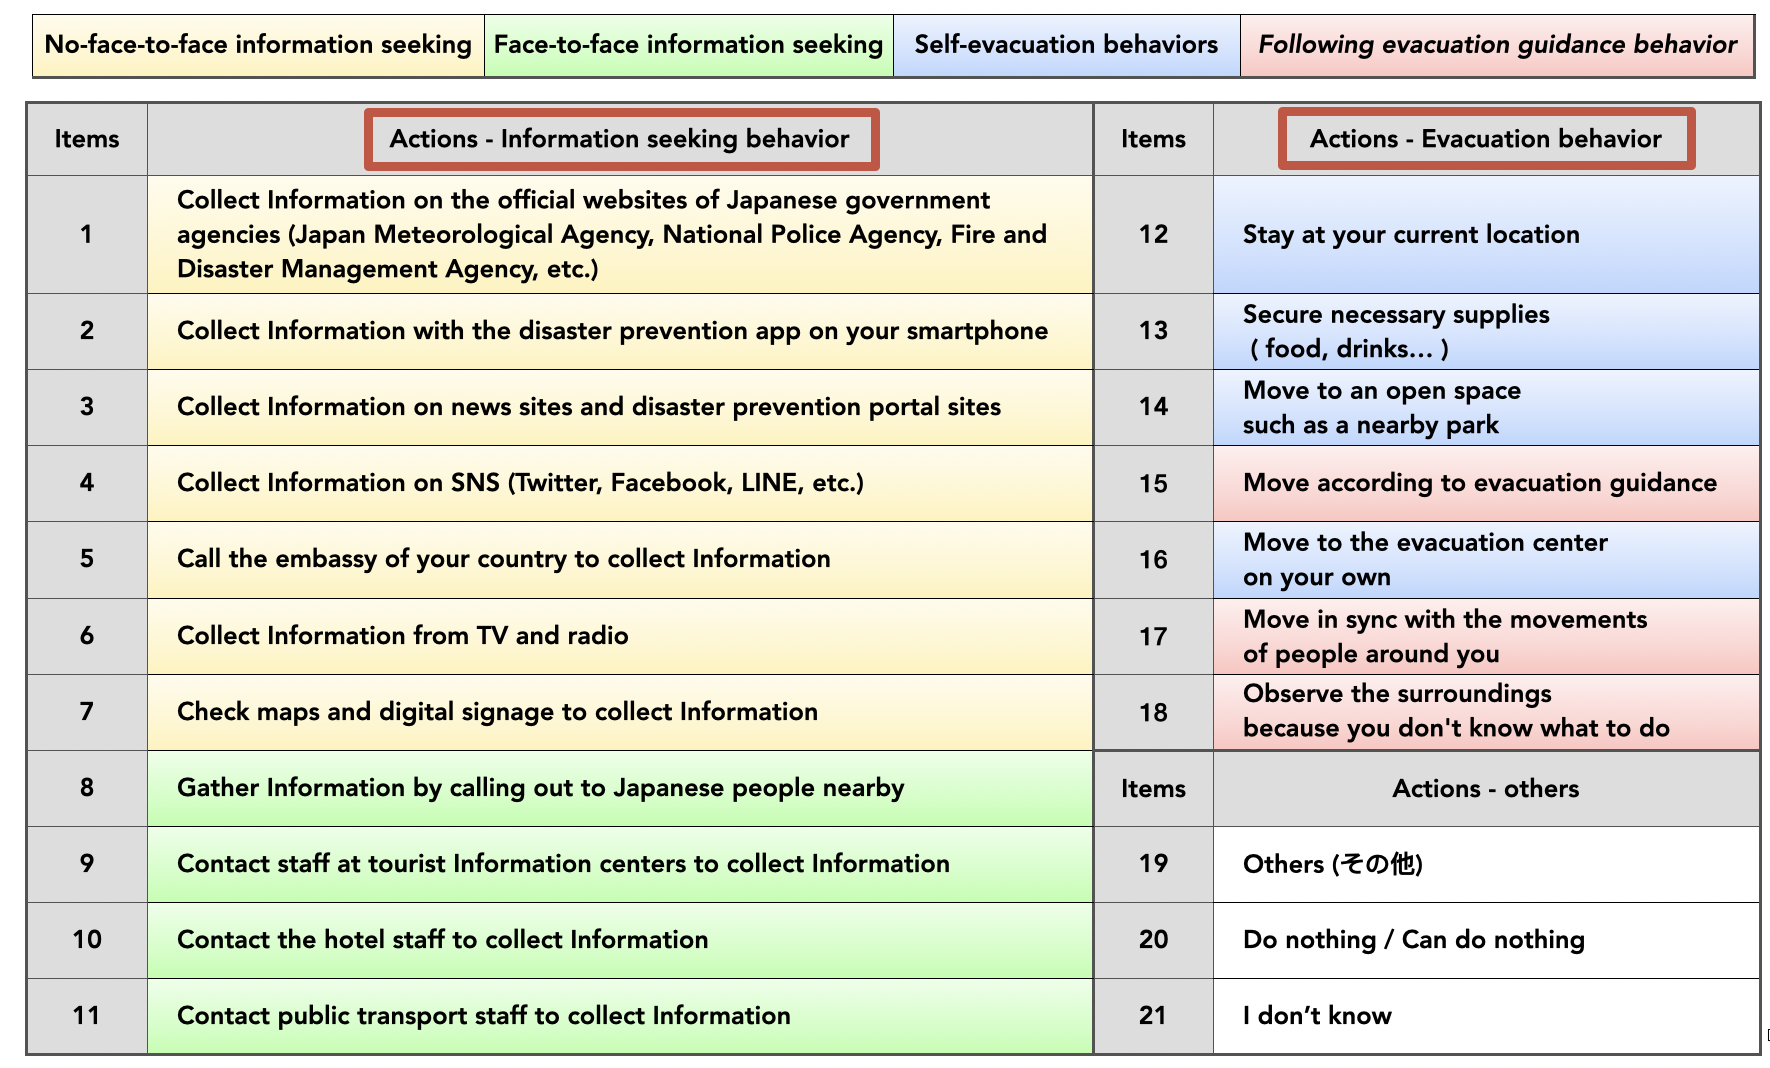 No-face-to-face information seeking
Face-to-face information seeking
Self-evacuation behaviors
Following evacuation guidance behavior
Items
Actions - Information seeking behavior
1
Collect Information on the official websites of Japanese government
agencies (Japan Meteorological Agency, National Police Agency, Fire and
Disaster Management Agency, etc.)
2
Collect Information with the disaster prevention app on your smartphone
3
Collect Information on news sites and disaster prevention portal sites
4
Collect Information on SNS (Twitter, Facebook, LINE, etc.)
5
Call the embassy of your country to collect Information
6
Collect Information from TV and radio
7
Check maps and digital signage to collect Information
8
Gather Information by calling out to Japanese people nearby
9
Contact staff at tourist Information centers to collect Information
10
Contact the hotel staff to collect Information
11
Contact public transport staff to collect Information
Items
Actions - Evacuation behavior
12
Stay at your current location
13
Secure necessary supplies
( food, drinks... )
14
Move to an open space
such as a nearby park
15
Move according to evacuation guidance
16
Move to the evacuation center
on your own
17
Move in sync with the movements
of people around you
18
Observe the surroundings
because you don't know what to do
Items
Actions - others
19
Others (その他)
20
Do nothing / Can do nothing
21
I don’t know